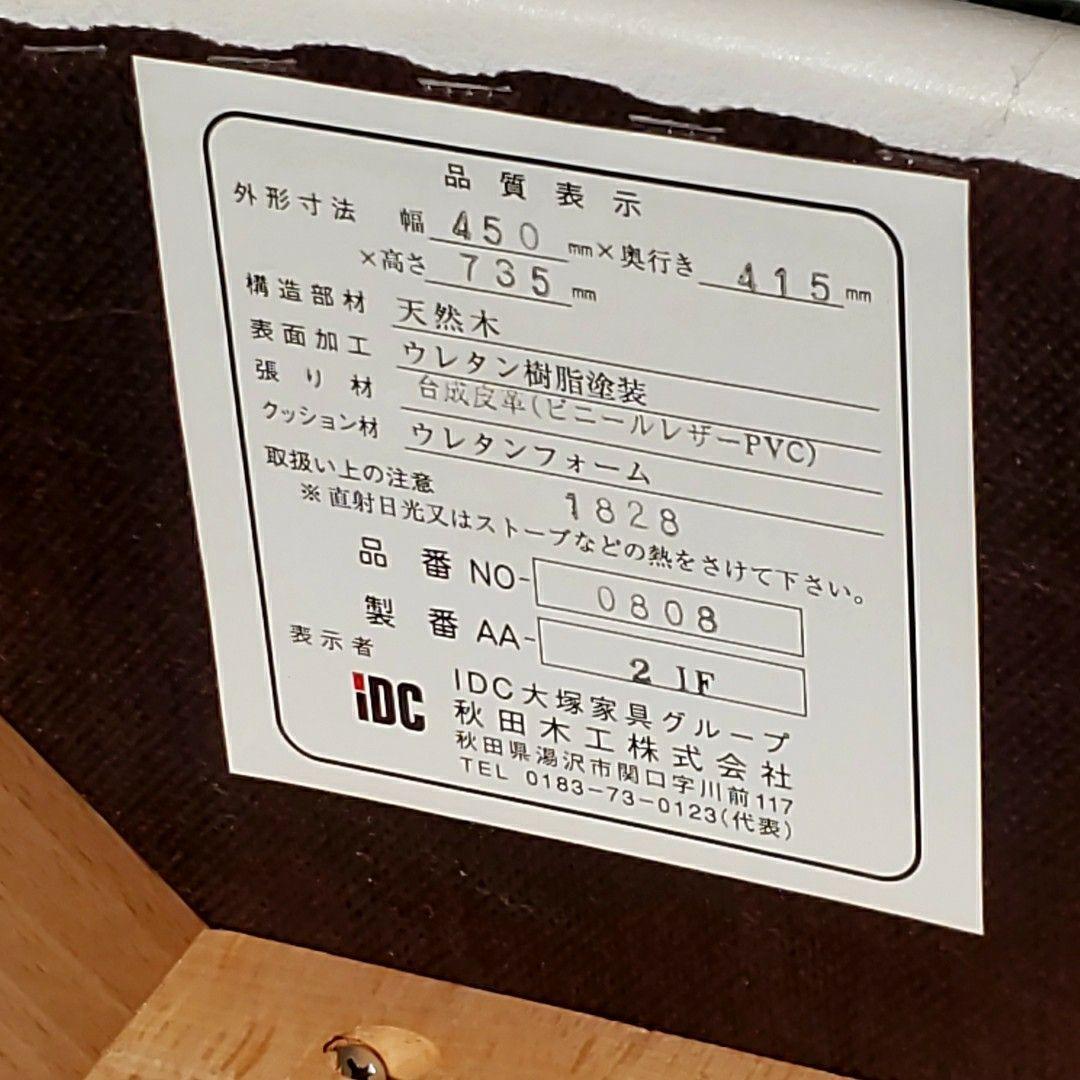 品質表示
外形寸法 幅 450 mm×奥行き 415 mm
×高さ 735 mm
構造部材 天然木
表面加工 ウレタン樹脂塗装
張り材 合成皮革(ビニールレザーPVC)
クッション材 ウレタンフォーム
取扱い上の注意 1828
※直射日光又はストーブなどの熱をさけて下さい。
品番 NO- 0808
製番 AA- 2IF
表示者
iDC IDC大塚家具グループ
秋田木工株式会社
秋田県湯沢市関口字川前117
TEL 0183-73-0123(代表)